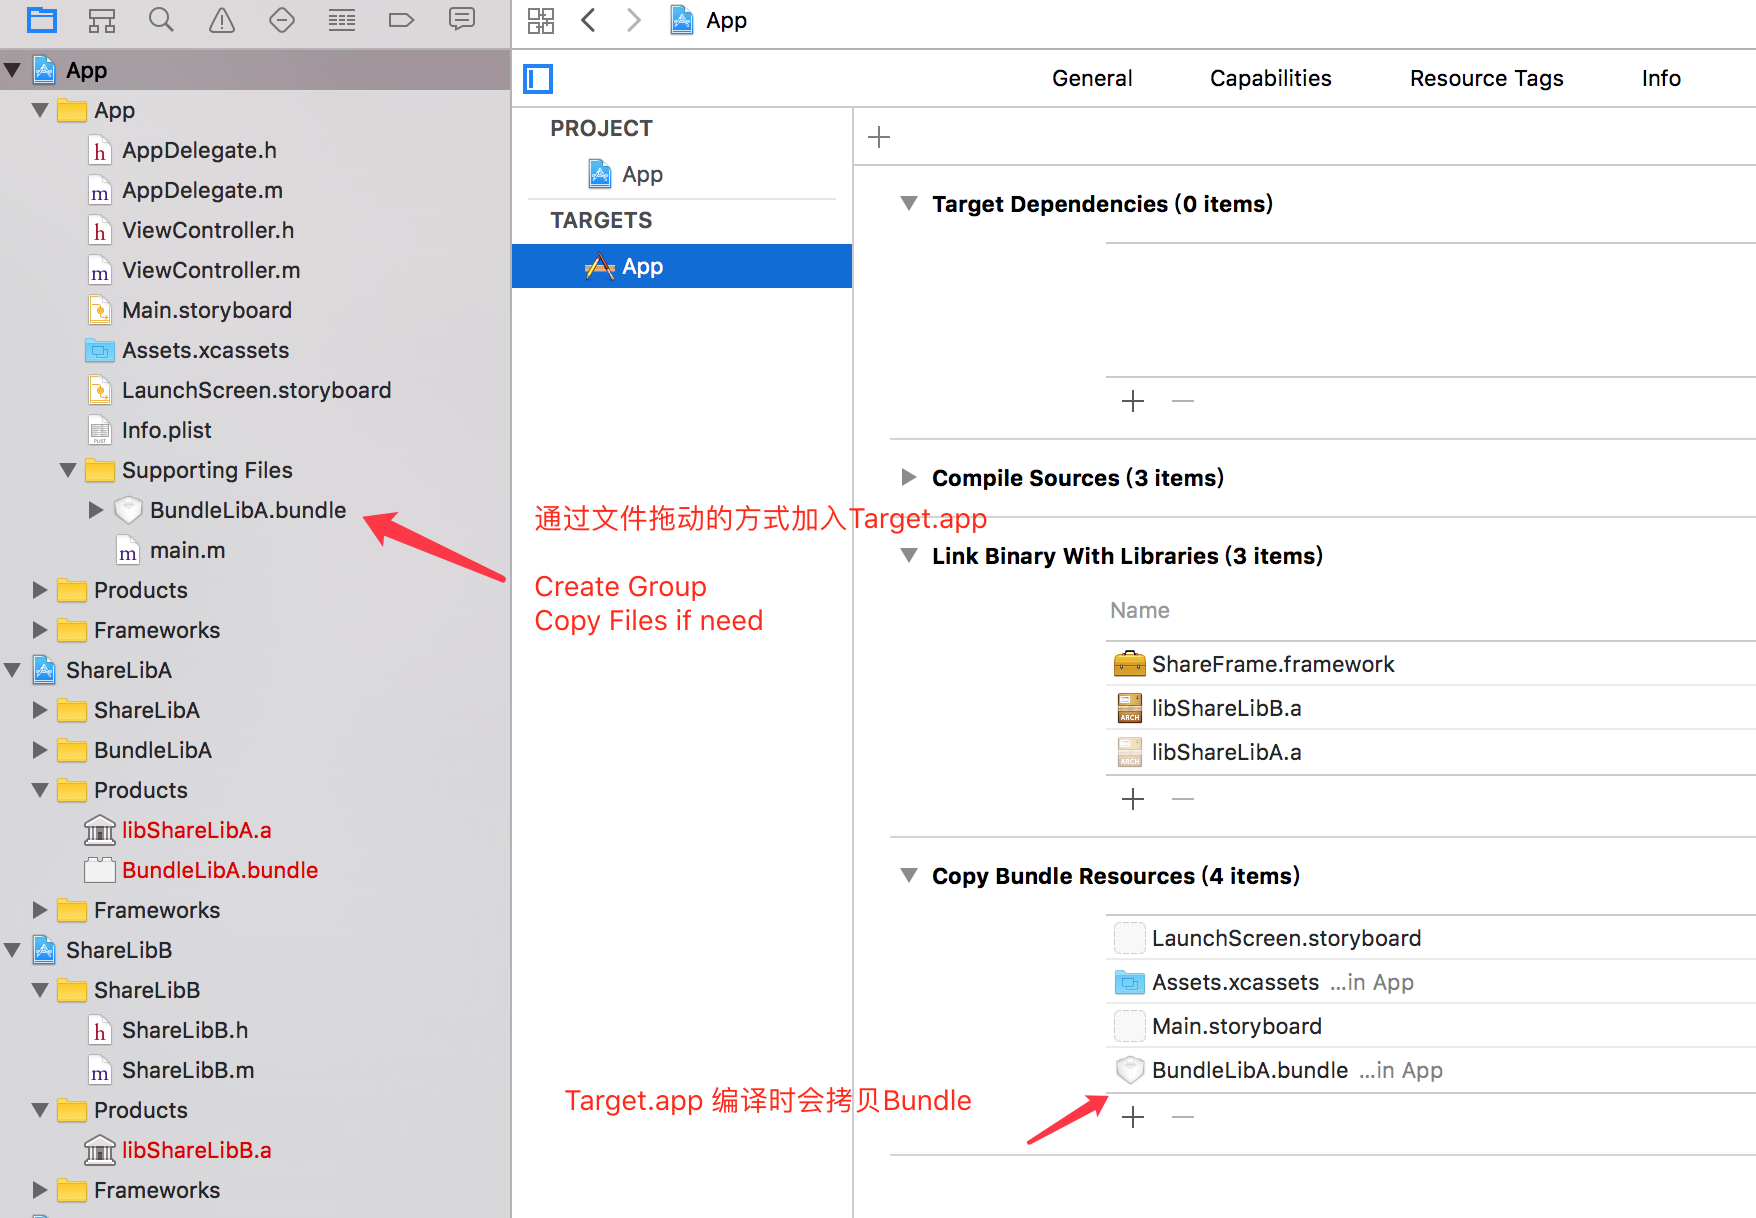 App
App
AppDelegate.h
AppDelegate.m
ViewController.h
ViewController.m
Main.storyboard
Assets.xcassets
LaunchScreen.storyboard
Info.plist
Supporting Files
BundleLibA.bundle
main.m
Products
Frameworks
ShareLibA
ShareLibA
BundleLibA
Products
libShareLibA.a
BundleLibA.bundle
Frameworks
ShareLibB
ShareLibB
ShareLibB.h
ShareLibB.m
Products
libShareLibB.a
Frameworks
App
General Capabilities Resource Tags Info
PROJECT
App
TARGETS
App
通过文件拖动的方式加入Target.app
Create Group
Copy Files if need
Target.app 编译时会拷贝Bundle
Target Dependencies (0 items)
Compile Sources (3 items)
Link Binary With Libraries (3 items)
Name
ShareFrame.framework
libShareLibB.a
libShareLibA.a
Copy Bundle Resources (4 items)
LaunchScreen.storyboard
Assets.xcassets ...in App
Main.storyboard
BundleLibA.bundle ...in App